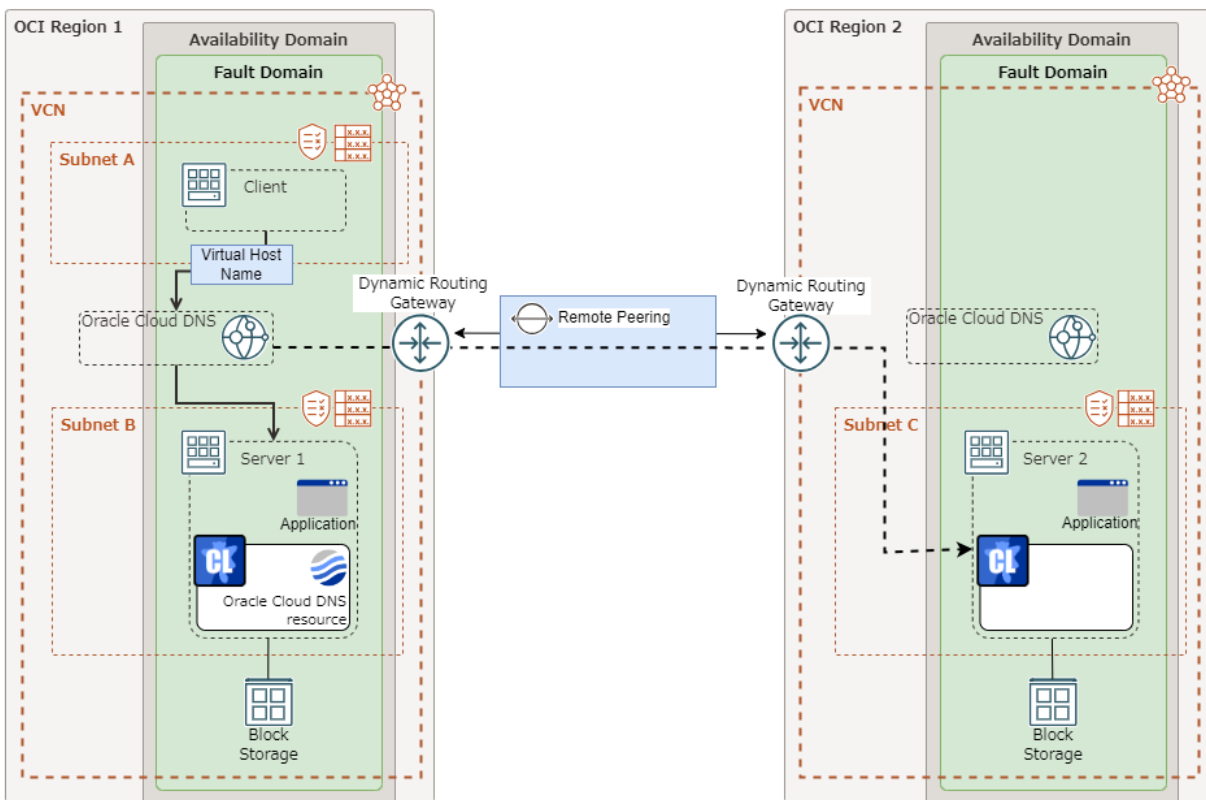 OCI Region 1
Availability Domain
Fault Domain
VCN
x.x.x.
x.x.x.
x.x.x.
Subnet A
Client
Virtual Host
Name
Oracle Cloud DNS
x.x.x.
x.x.x.
x.x.x.
Subnet B
Server 1
Application
CL
Oracle Cloud DNS
resource
Block
Storage
Dynamic Routing
Gateway
Remote Peering
Dynamic Routing
Gateway
OCI Region 2
Availability Domain
Fault Domain
VCN
Oracle Cloud DNS
x.x.x.
x.x.x.
x.x.x.
Subnet C
Server 2
Application
CL
Block
Storage